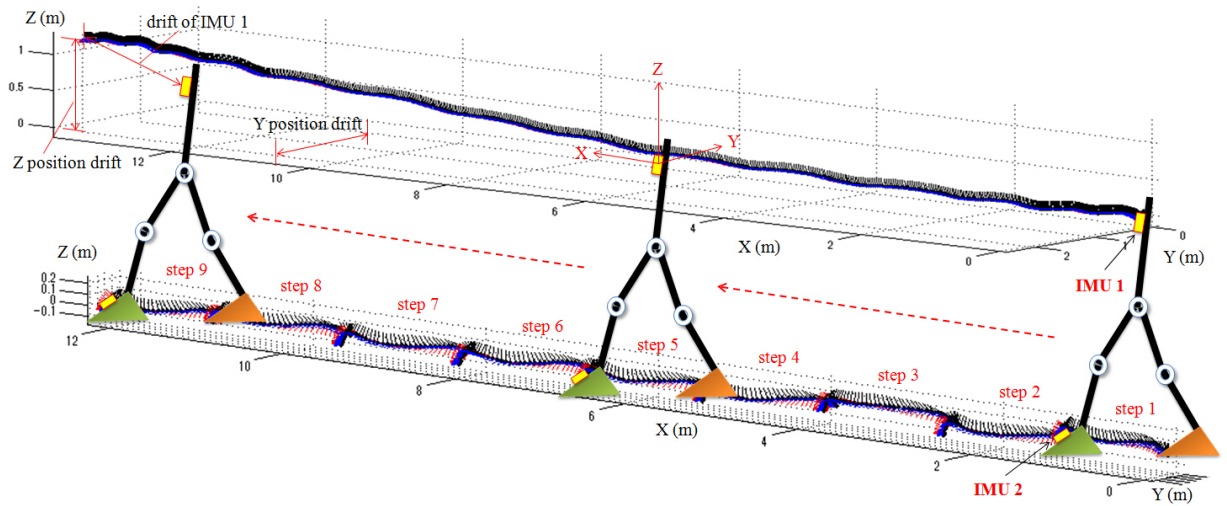 Z (m)
drift of IMU 1
1
0.5
0
Z position drift
Y position drift
12
10
8
6
4
2
0
X (m)
Z
X
Y
2
1
0
Y (m)
IMU 1
Z (m)
0.2
0.1
0
-0.1
step 9
step 8
step 7
step 6
step 5
step 4
step 3
step 2
step 1
12
10
8
6
4
2
0
X (m)
IMU 2
Y (m)